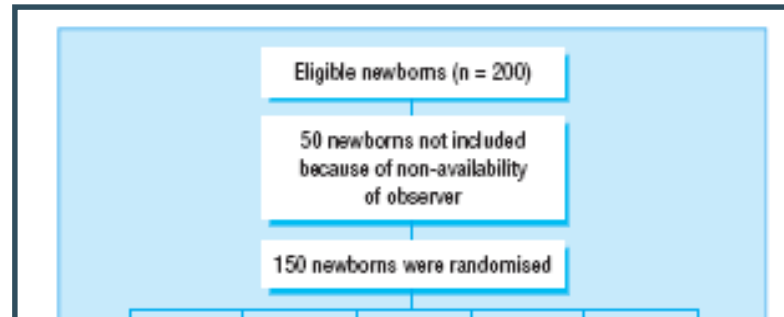 Eligible newborns (n = 200)
50 newborns not included
because of non-availability
of observer
150 newborns were randomised